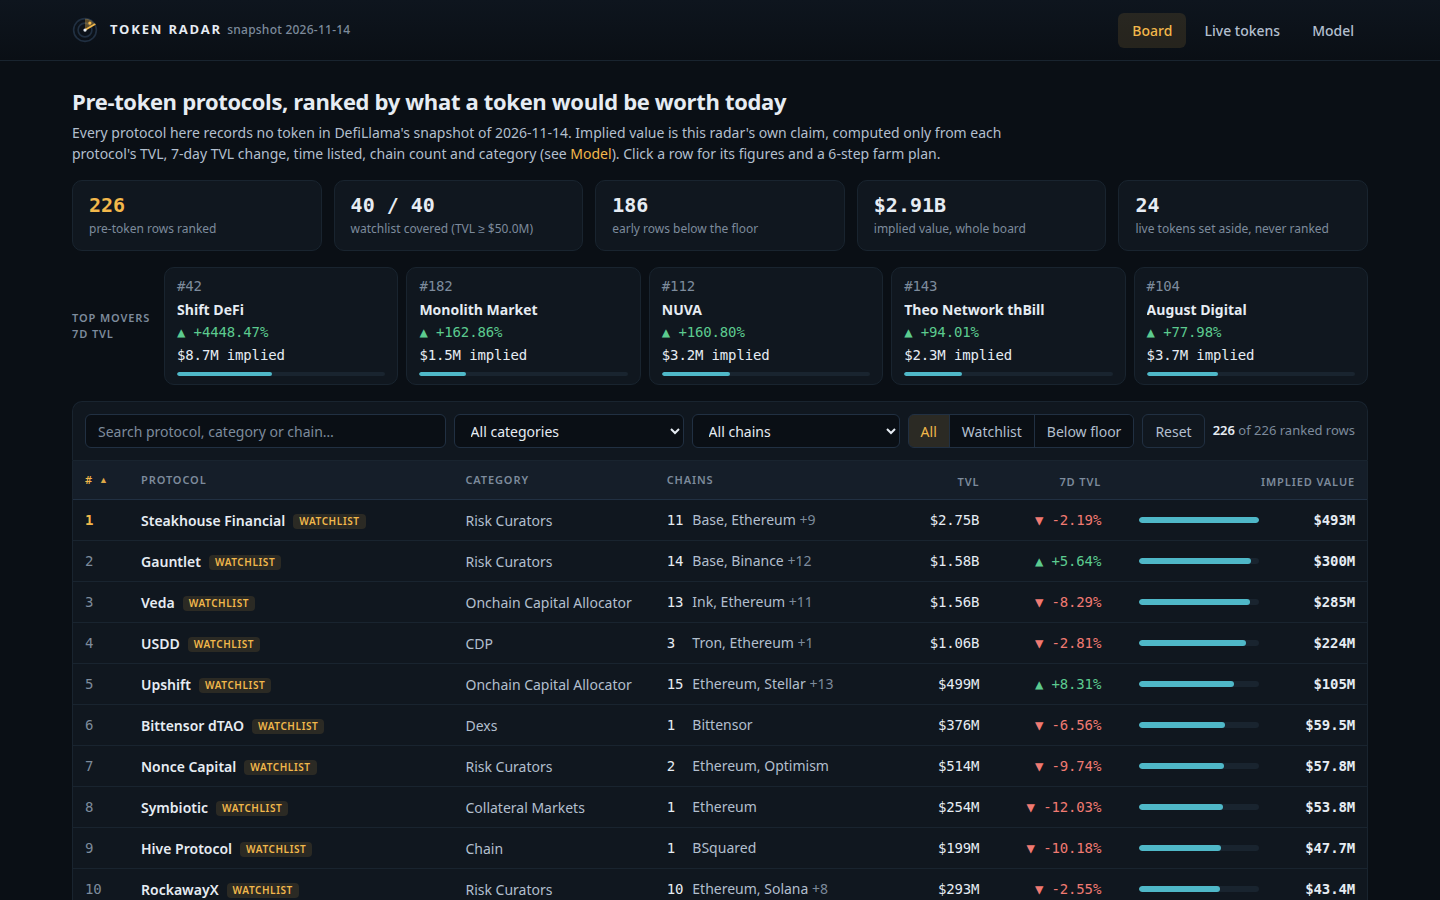 TOKEN RADAR snapshot 2026-11-14
Board
Live tokens
Model
Pre-token protocols, ranked by what a token would be worth today
Every protocol here records no token in DefiLlama's snapshot of 2026-11-14. Implied value is this radar's own claim, computed only from each
protocol's TVL, 7-day TVL change, time listed, chain count and category (see Model). Click a row for its figures and a 6-step farm plan.
226
pre-token rows ranked
40 / 40
watchlist covered (TVL ≥ $50.0M)
186
early rows below the floor
$2.91B
implied value, whole board
24
live tokens set aside, never ranked
TOP MOVERS
7D TVL
#42
Shift DeFi
▲ +4448.47%
$8.7M implied
#182
Monolith Market
▲ +162.86%
$1.5M implied
#112
NUVA
▲ +160.80%
$3.2M implied
#143
Theo Network thBill
▲ +94.01%
$2.3M implied
#104
August Digital
▲ +77.98%
$3.7M implied
Search protocol, category or chain...
All categories
All chains
All
Watchlist
Below floor
Reset
226 of 226 ranked rows
# ▲ PROTOCOL CATEGORY CHAINS TVL 7D TVL IMPLIED VALUE
1 Steakhouse Financial WATCHLIST Risk Curators 11 Base, Ethereum +9 $2.75B ▼ -2.19% $493M
2 Gauntlet WATCHLIST Risk Curators 14 Base, Binance +12 $1.58B ▲ +5.64% $300M
3 Veda WATCHLIST Onchain Capital Allocator 13 Ink, Ethereum +11 $1.56B ▼ -8.29% $285M
4 USDD WATCHLIST CDP 3 Tron, Ethereum +1 $1.06B ▼ -2.81% $224M
5 Upshift WATCHLIST Onchain Capital Allocator 15 Ethereum, Stellar +13 $499M ▲ +8.31% $105M
6 Bittensor dTAO WATCHLIST Dexs 1 Bittensor $376M ▼ -6.56% $59.5M
7 Nonce Capital WATCHLIST Risk Curators 2 Ethereum, Optimism $514M ▼ -9.74% $57.8M
8 Symbiotic WATCHLIST Collateral Markets 1 Ethereum $254M ▼ -12.03% $53.8M
9 Hive Protocol WATCHLIST Chain 1 BSquared $199M ▼ -10.18% $47.7M
10 RockawayX WATCHLIST Risk Curators 10 Ethereum, Solana +8 $293M ▼ -2.55% $43.4M